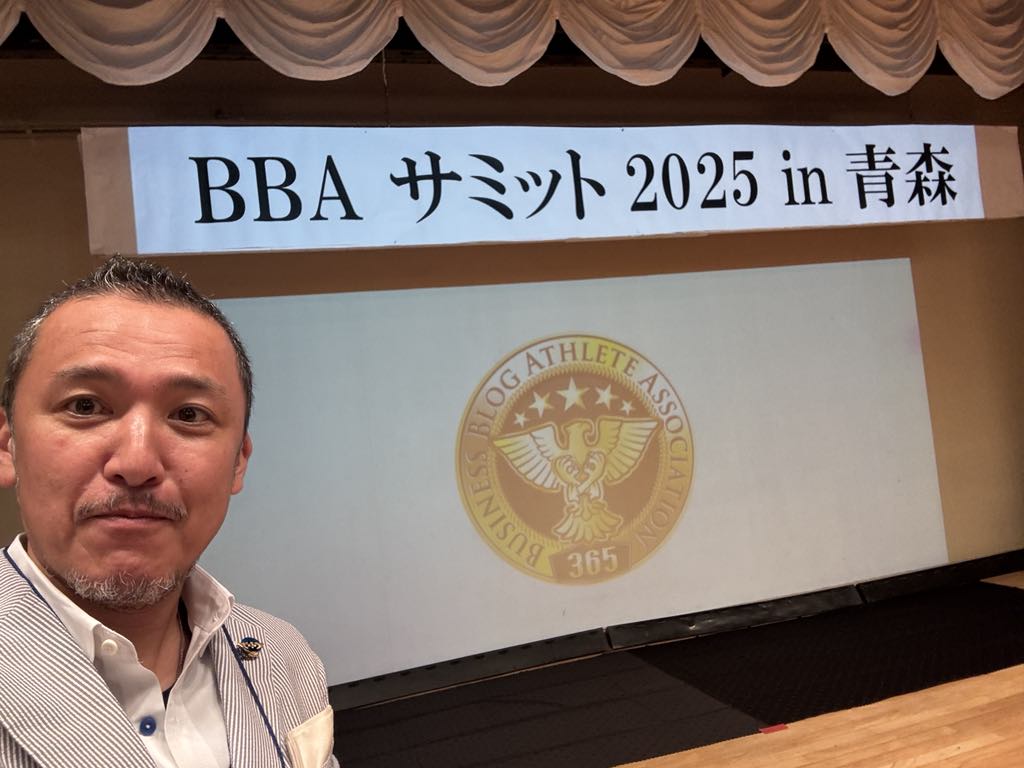 BBA サミット 2025 in 青森
BUSINESS BLOG ATHLETE ASSOCIATION
365